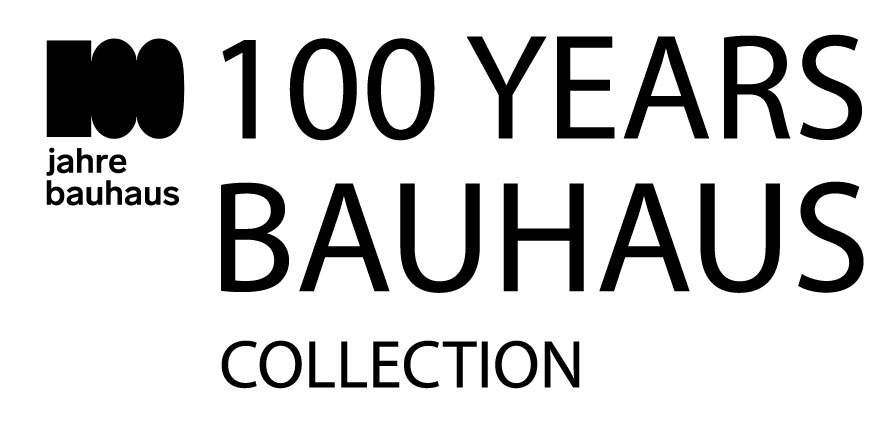 100
jahre
bauhaus
100 YEARS
BAUHAUS
COLLECTION